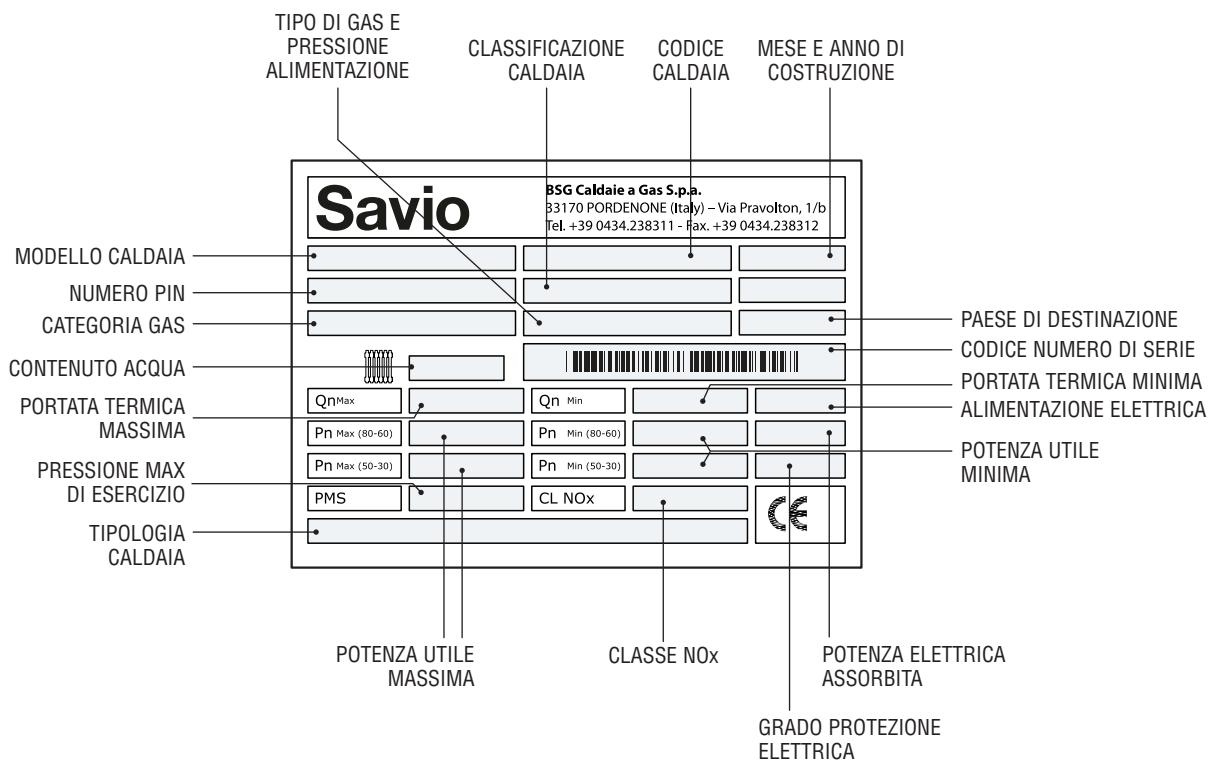 TIPO DI GAS E
PRESSIONE
ALIMENTAZIONE
CLASSIFICAZIONE
CALDAIA
CODICE
CALDAIA
MESE E ANNO DI
COSTRUZIONE
Savio
BSG Caldaie a Gas S.p.a.
33170 PORDENONE (Italy) – Via Pravolton, 1/b
Tel. +39 0434.238311 - Fax. +39 0434.238312
MODELLO CALDAIA
NUMERO PIN
CATEGORIA GAS
PAESE DI DESTINAZIONE
CODICE NUMERO DI SERIE
CONTENUTO ACQUA
PORTATA TERMICA MINIMA
PORTATA TERMICA
MASSIMA
Qn Max
Qn Min
ALIMENTAZIONE ELETTRICA
Pn Max (80-60)
Pn Min (80-60)
POTENZA UTILE
MINIMA
PRESSIONE MAX
DI ESERCIZIO
Pn Max (50-30)
Pn Min (50-30)
PMS
CL NOx
CE
TIPOLOGIA
CALDAIA
POTENZA UTILE
MASSIMA
CLASSE NOx
POTENZA ELETTRICA
ASSORBITA
GRADO PROTEZIONE
ELETTRICA